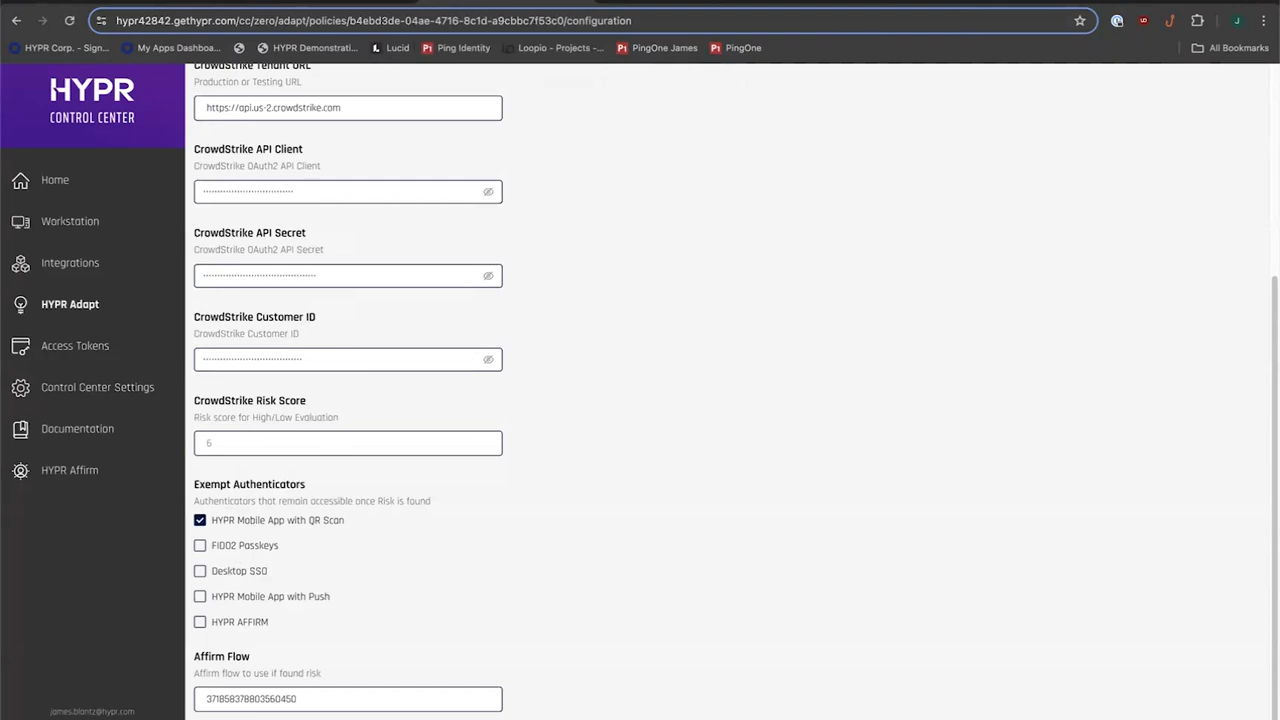 hypr42842.gethypr.com/cc/zero/adapt/policies/b4ebd3de-04ae-4716-8c1d-a9cbbc7f53c0/configuration
J
HYPR Corp. - Sign... My Apps Dashboa... HYPR Demonstrati... Lucid Ping Identity Loopio - Projects -... PingOne James PingOne All Bookmarks
HYPR
CONTROL CENTER
Home
Workstation
Integrations
HYPR Adapt
Access Tokens
Control Center Settings
Documentation
HYPR Affirm
james.blantz@hypr.com
CrowdStrike Tenant URL
Production or Testing URL
https://api.us-2.crowdstrike.com
CrowdStrike API Client
CrowdStrike OAuth2 API Client
CrowdStrike API Secret
CrowdStrike OAuth2 API Secret
CrowdStrike Customer ID
CrowdStrike Customer ID
CrowdStrike Risk Score
Risk score for High/Low Evaluation
6
Exempt Authenticators
Authenticators that remain accessible once Risk is found
HYPR Mobile App with QR Scan
FIDO2 Passkeys
Desktop SSO
HYPR Mobile App with Push
HYPR AFFIRM
Affirm Flow
Affirm flow to use if found risk
371858378803560450